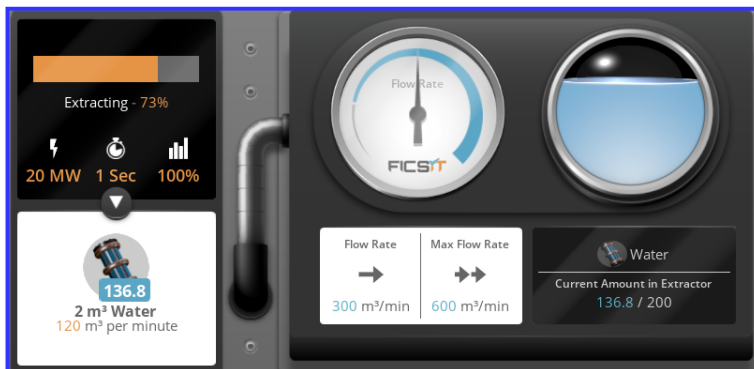 Extracting - 73%
20 MW 1 Sec 100%
136.8
2 m³ Water
120 m³ per minute
Flow Rate
FICSIT
Flow Rate
300 m³/min
Max Flow Rate
600 m³/min
Water
Current Amount in Extractor
136.8 / 200